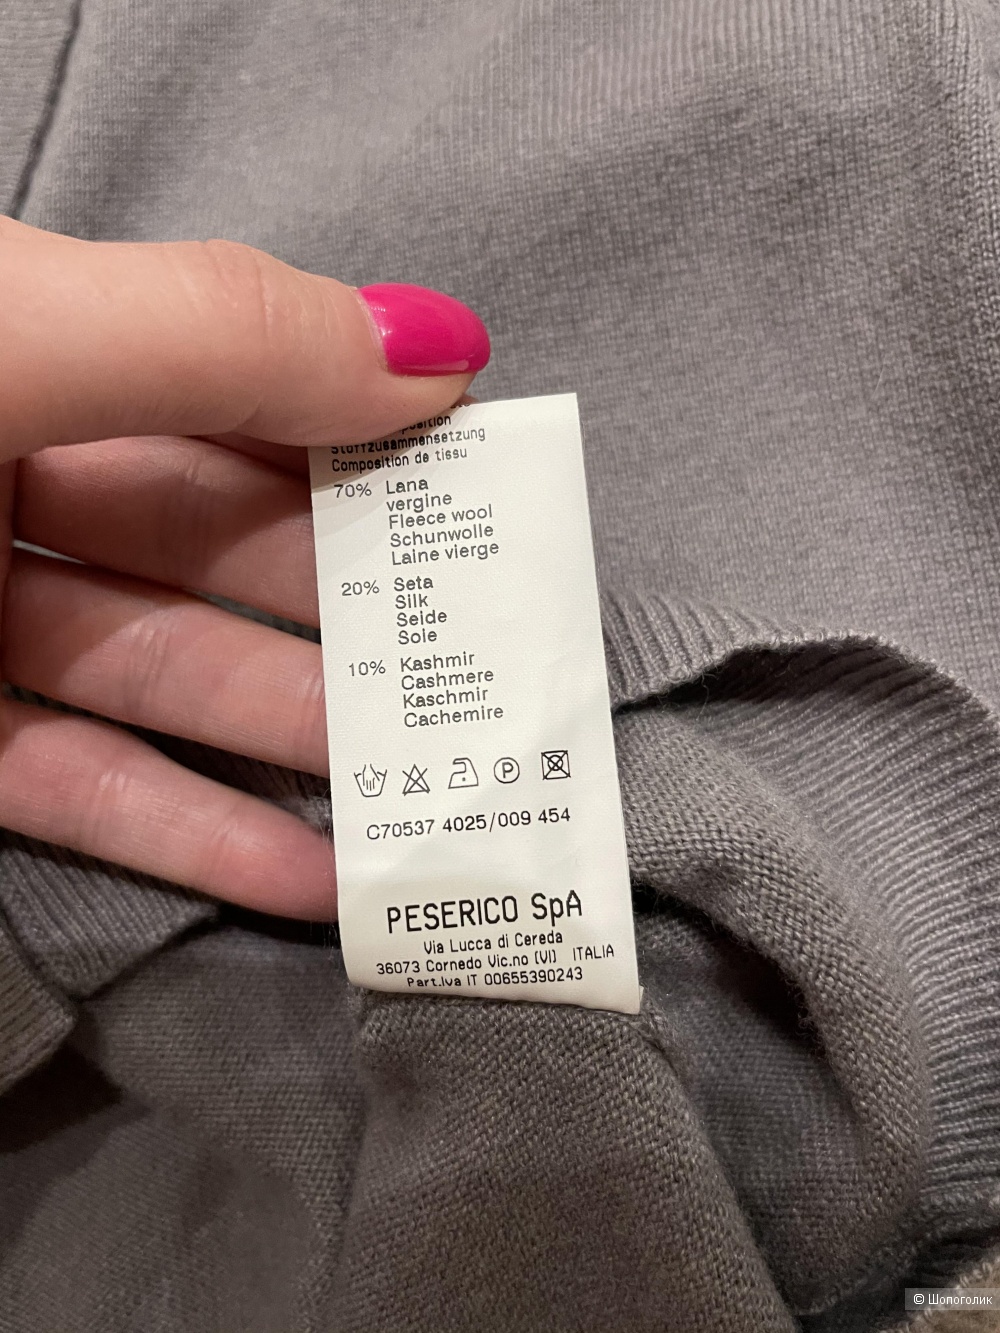 Stoffzusammensetzung
Composition de tissu
70% Lana
vergine
Fleece wool
Schunwolle
Laine vierge
20% Seta
Silk
Seide
Sole
10% Kashmir
Cashmere
Kaschmir
Cachemire
P
C70537 4025/009 454
PESERICO SpA
Via Lucca di Cereda
36073 Cornedo Vic.no (VI) ITALIA
Part.Iva IT 00655390243
© Шопоголик